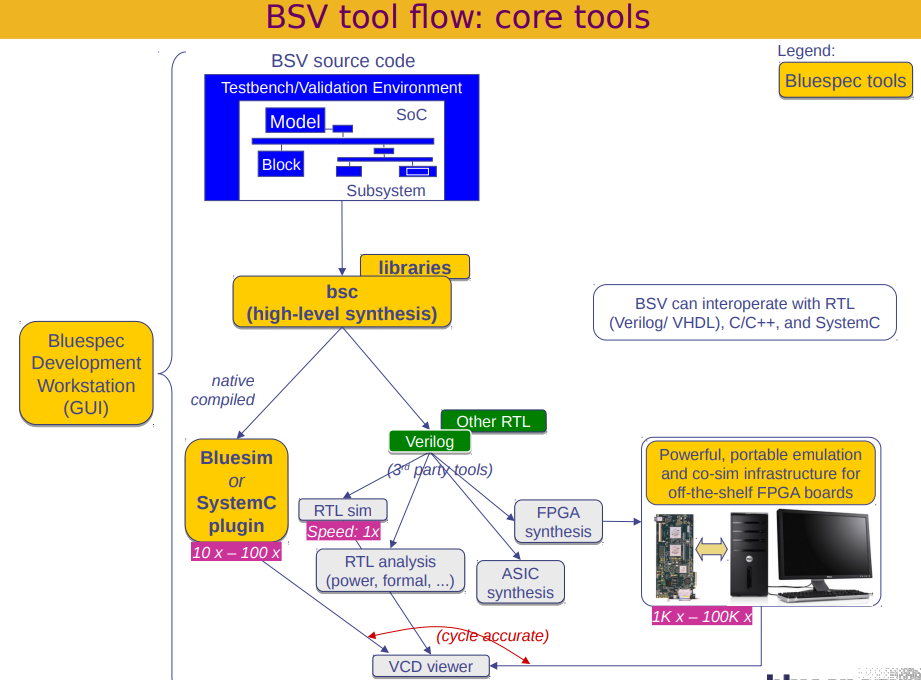 BSV tool flow: core tools
Legend:
Bluespec tools
BSV source code
Testbench/Validation Environment
Model
SoC
Block
Subsystem
libraries
bsc
(high-level synthesis)
BSV can interoperate with RTL
(Verilog/ VHDL), C/C++, and SystemC
Bluespec
Development
Workstation
(GUI)
native
compiled
Other RTL
Verilog
(3rd party tools)
Bluesim
or
SystemC
plugin
10 x – 100 x
RTL sim
Speed: 1x
RTL analysis
(power, formal, ...)
FPGA
synthesis
ASIC
synthesis
Powerful, portable emulation
and co-sim infrastructure for
off-the-shelf FPGA boards
1K x – 100K x
(cycle accurate)
VCD viewer